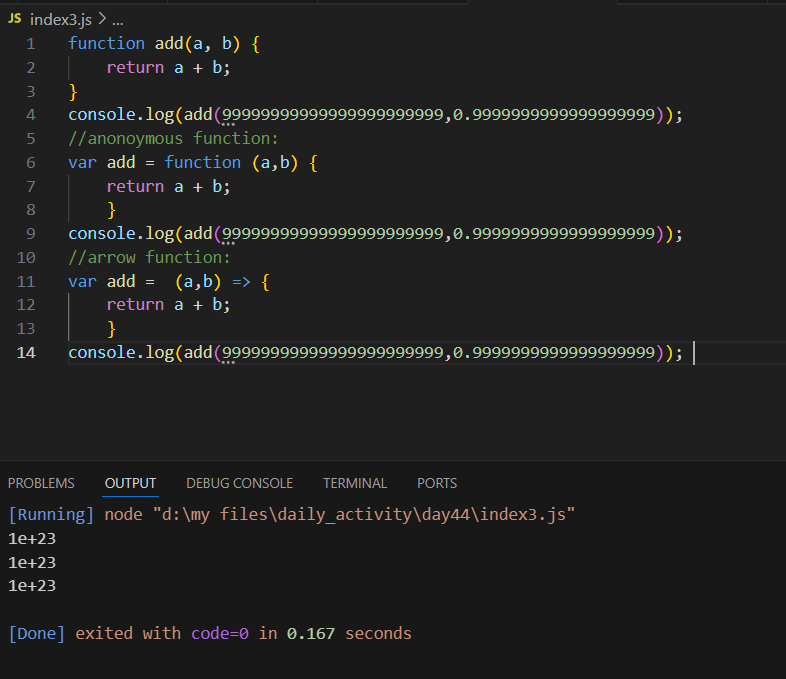 JS index3.js > ...
1 function add(a, b) {
2 return a + b;
3 }
4 console.log(add(99999999999999999999999,0.9999999999999999999));
5 //anonoymous function:
6 var add = function (a,b) {
7 return a + b;
8 }
9 console.log(add(99999999999999999999999,0.9999999999999999999));
10 //arrow function:
11 var add =  (a,b) => {
12 return a + b;
13 }
14 console.log(add(99999999999999999999999,0.9999999999999999999));
PROBLEMS OUTPUT DEBUG CONSOLE TERMINAL PORTS
[Running] node "d:\my files\daily_activity\day44\index3.js"
1e+23
1e+23
1e+23
[Done] exited with code=0 in 0.167 seconds